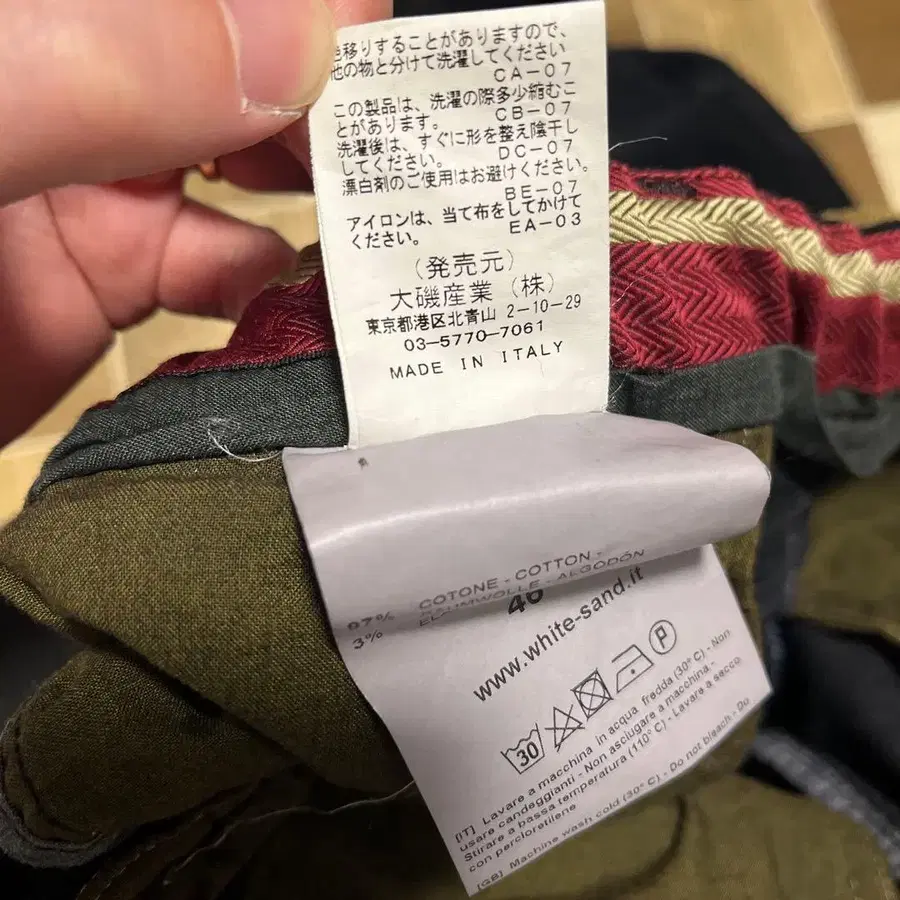 色移りすることがありますので、
他の物と分けて洗濯してください
CA-07
この製品は、洗濯の際多少縮むこ
とがあります。 CB-07
洗濯後は、すぐに形を整え陰干し
してください。 DC-07
漂白剤のご使用はお避けください。
BE-07
アイロンは、当て布をしてかけて
ください。 EA-03
(発売元)
大磯産業(株)
東京都港区北青山 2-10-29
03-5770-7061
MADE IN ITALY
97% COTONE - COTTON -
3% BAUMWOLLE - ALGODÓN
46
www.white-sand.it
30 P
[IT] Lavare a macchina in acqua fredda (30° C) - Non
usare candeggianti - Non asciugare a macchina -
Stirare a bassa temperatura (110° C) - Lavare a secco
con percloretilene
[GB] Machine wash cold (30° C) - Do not bleach - Do